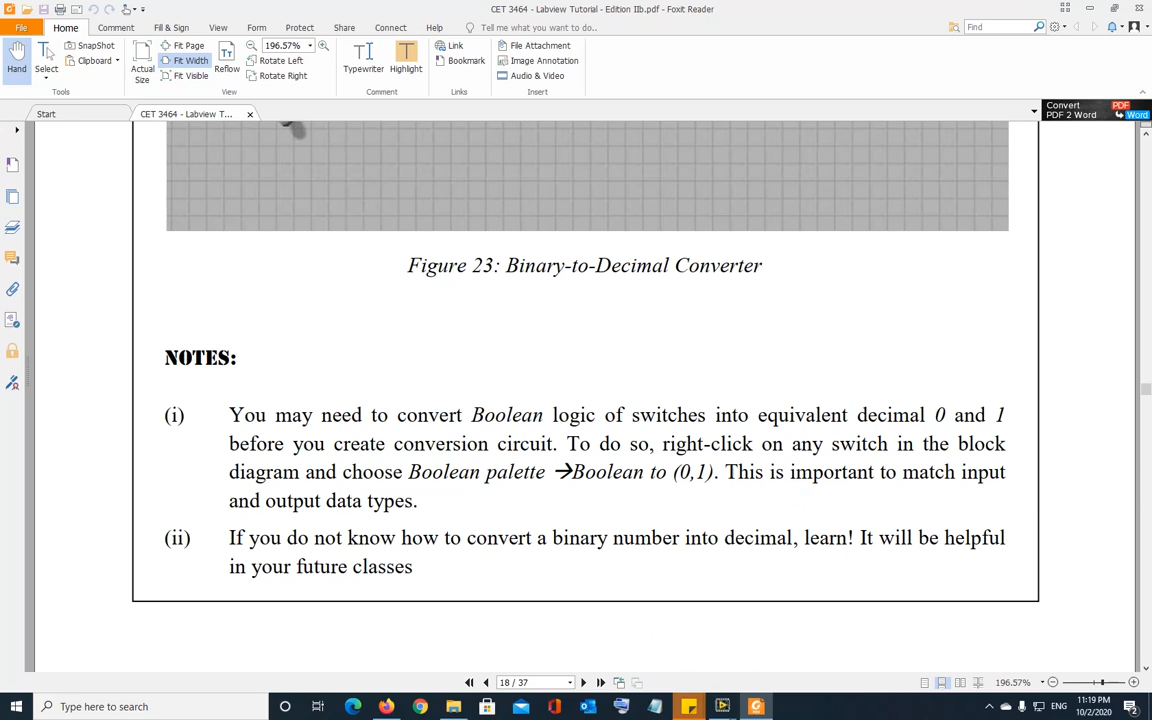 CET 3464 - Labview Tutorial - Edition IIb.pdf - Foxit Reader
File Home Comment Fill & Sign View Form Protect Share Connect Help Tell me what you want to do.. Find
Hand Select SnapShot Clipboard Actual Size Fit Page Fit Width Fit Visible Reflow 196.57% Rotate Left Rotate Right Typewriter Highlight Link Bookmark File Attachment Image Annotation Audio & Video
Tools View Comment Links Insert
Start CET 3464 - Labview T... Convert PDF
PDF 2 Word Word
Figure 23: Binary-to-Decimal Converter
NOTES:
(i) You may need to convert Boolean logic of switches into equivalent decimal 0 and 1
before you create conversion circuit. To do so, right-click on any switch in the block
diagram and choose Boolean palette →Boolean to (0,1). This is important to match input
and output data types.
(ii) If you do not know how to convert a binary number into decimal, learn! It will be helpful
in your future classes
18 / 37 196.57%
Type here to search ENG 11:19 PM
10/2/2020 2